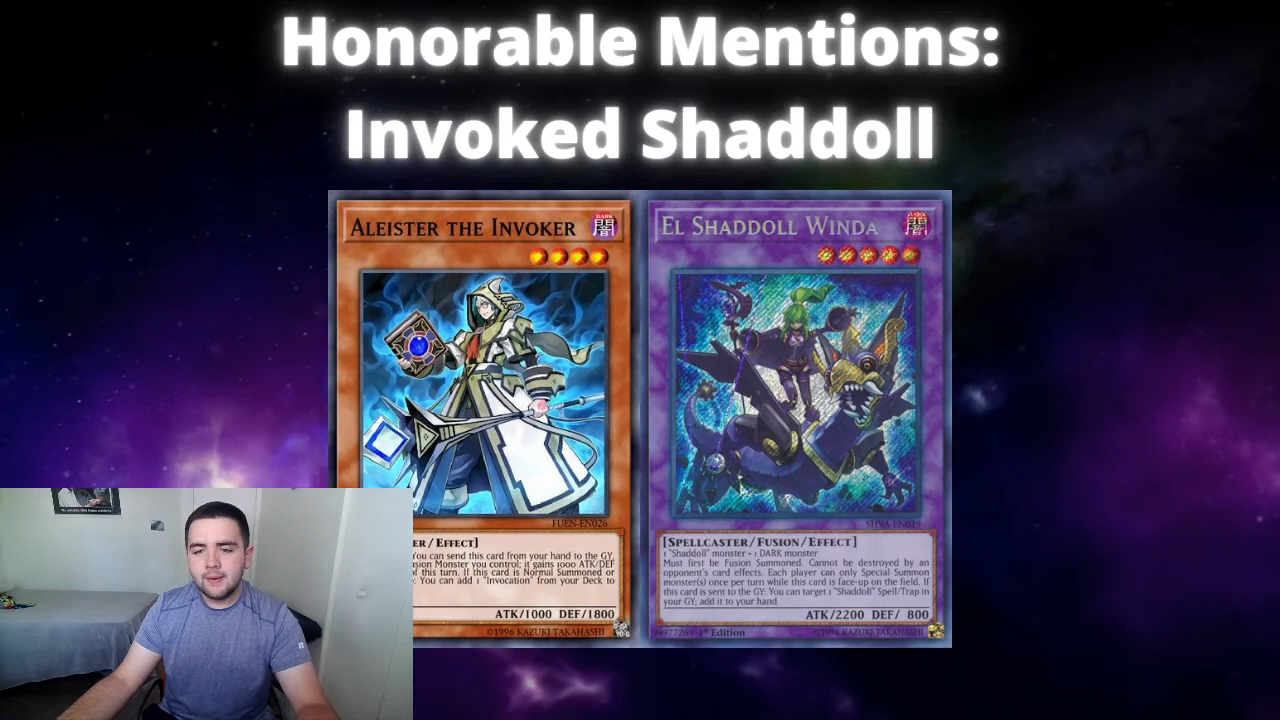 Honorable Mentions:
Invoked Shaddoll
ALEISTER THE INVOKER
DARK
闇
FUEN-EN026
ER/EFFECT]
You can send this card from your hand to the GY,
sion Monster you control; it gains 1000 ATK/DEF
f this turn. If this card is Normal Summoned or
: You can add 1 "Invocation" from your Deck to
ATK/1000 DEF/1800
©1996 KAZUKI TAKAHASHI
EL SHADDOLL WINDA
DARK
闇
SHVA-EN019
[SPELLCASTER/FUSION/EFFECT]
1 "Shaddoll" monster + 1 DARK monster
Must first be Fusion Summoned. Cannot be destroyed by an
opponent's card effects. Each player can only Special Summon
monster(s) once per turn while this card is face-up on the field. If
this card is sent to the GY: You can target 1 "Shaddoll" Spell/Trap in
your GY; add it to your hand.
ATK/2200 DEF/ 800
1st Edition
©1996 KAZUKI TAKAHASHI